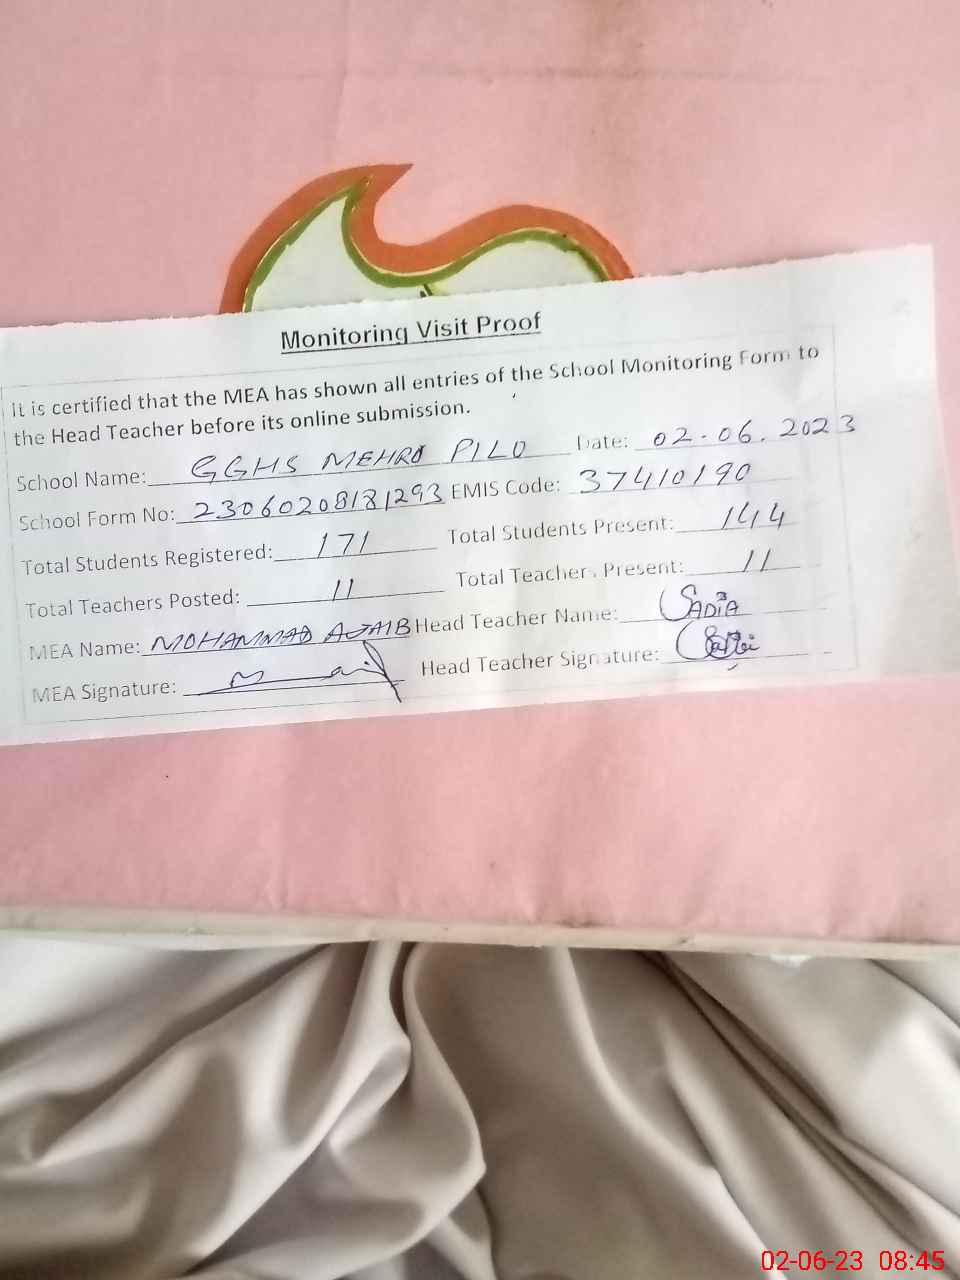 Monitoring Visit Proof
It is certified that the MEA has shown all entries of the School Monitoring Form to
the Head Teacher before its online submission.
School Name: GGHS MEHRO PILO Date: 02.06.2023
School Form No: 23060208181293 EMIS Code: 37410190
Total Students Registered: 171 Total Students Present: 144
Total Teachers Posted: 11 Total Teachers Present: 11
MEA Name: MOHAMMAD AJAIB Head Teacher Name: SADIA
MEA Signature: Head Teacher Signature:
02-06-23 08:45